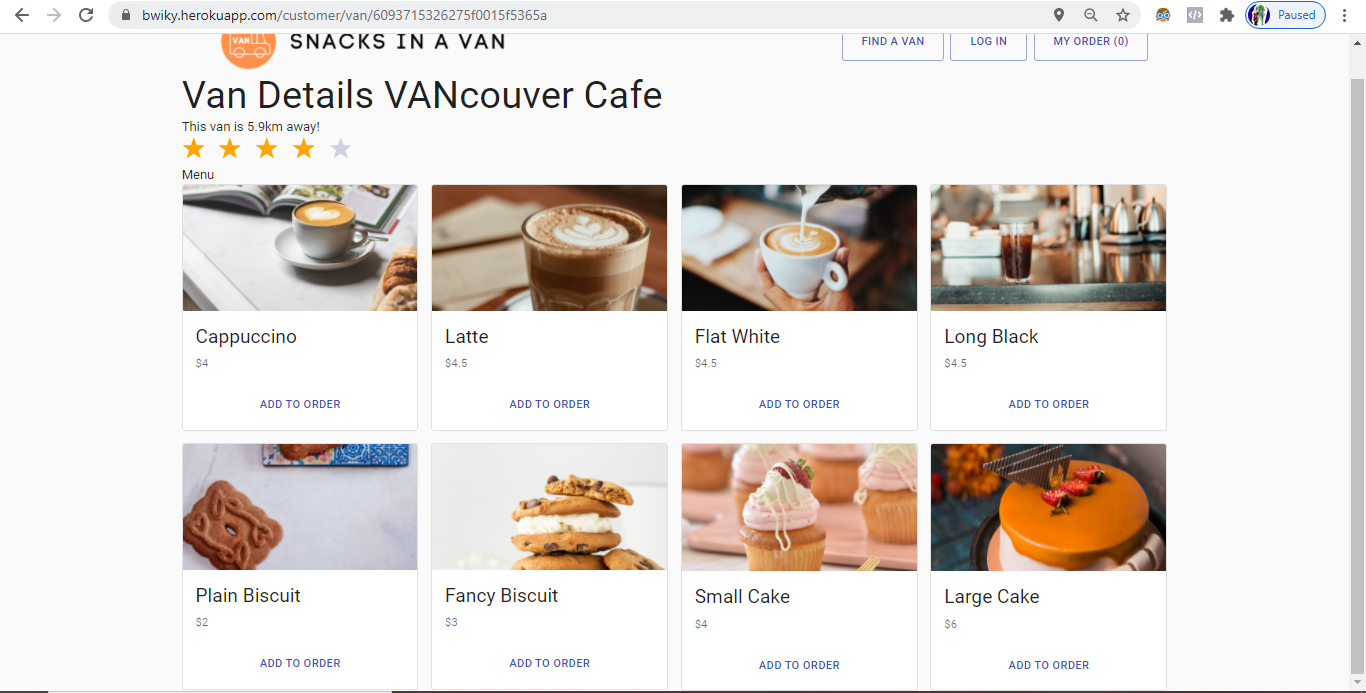 bwiky.herokuapp.com/customer/van/6093715326275f0015f5365a
Paused
VAN
SNACKS IN A VAN
FIND A VAN
LOG IN
MY ORDER (0)
Van Details VANcouver Cafe
This van is 5.9km away!
Menu
Cappuccino
$4
ADD TO ORDER
Latte
$4.5
ADD TO ORDER
Flat White
$4.5
ADD TO ORDER
Long Black
$4.5
ADD TO ORDER
Plain Biscuit
$2
ADD TO ORDER
Fancy Biscuit
$3
ADD TO ORDER
Small Cake
$4
ADD TO ORDER
Large Cake
$6
ADD TO ORDER